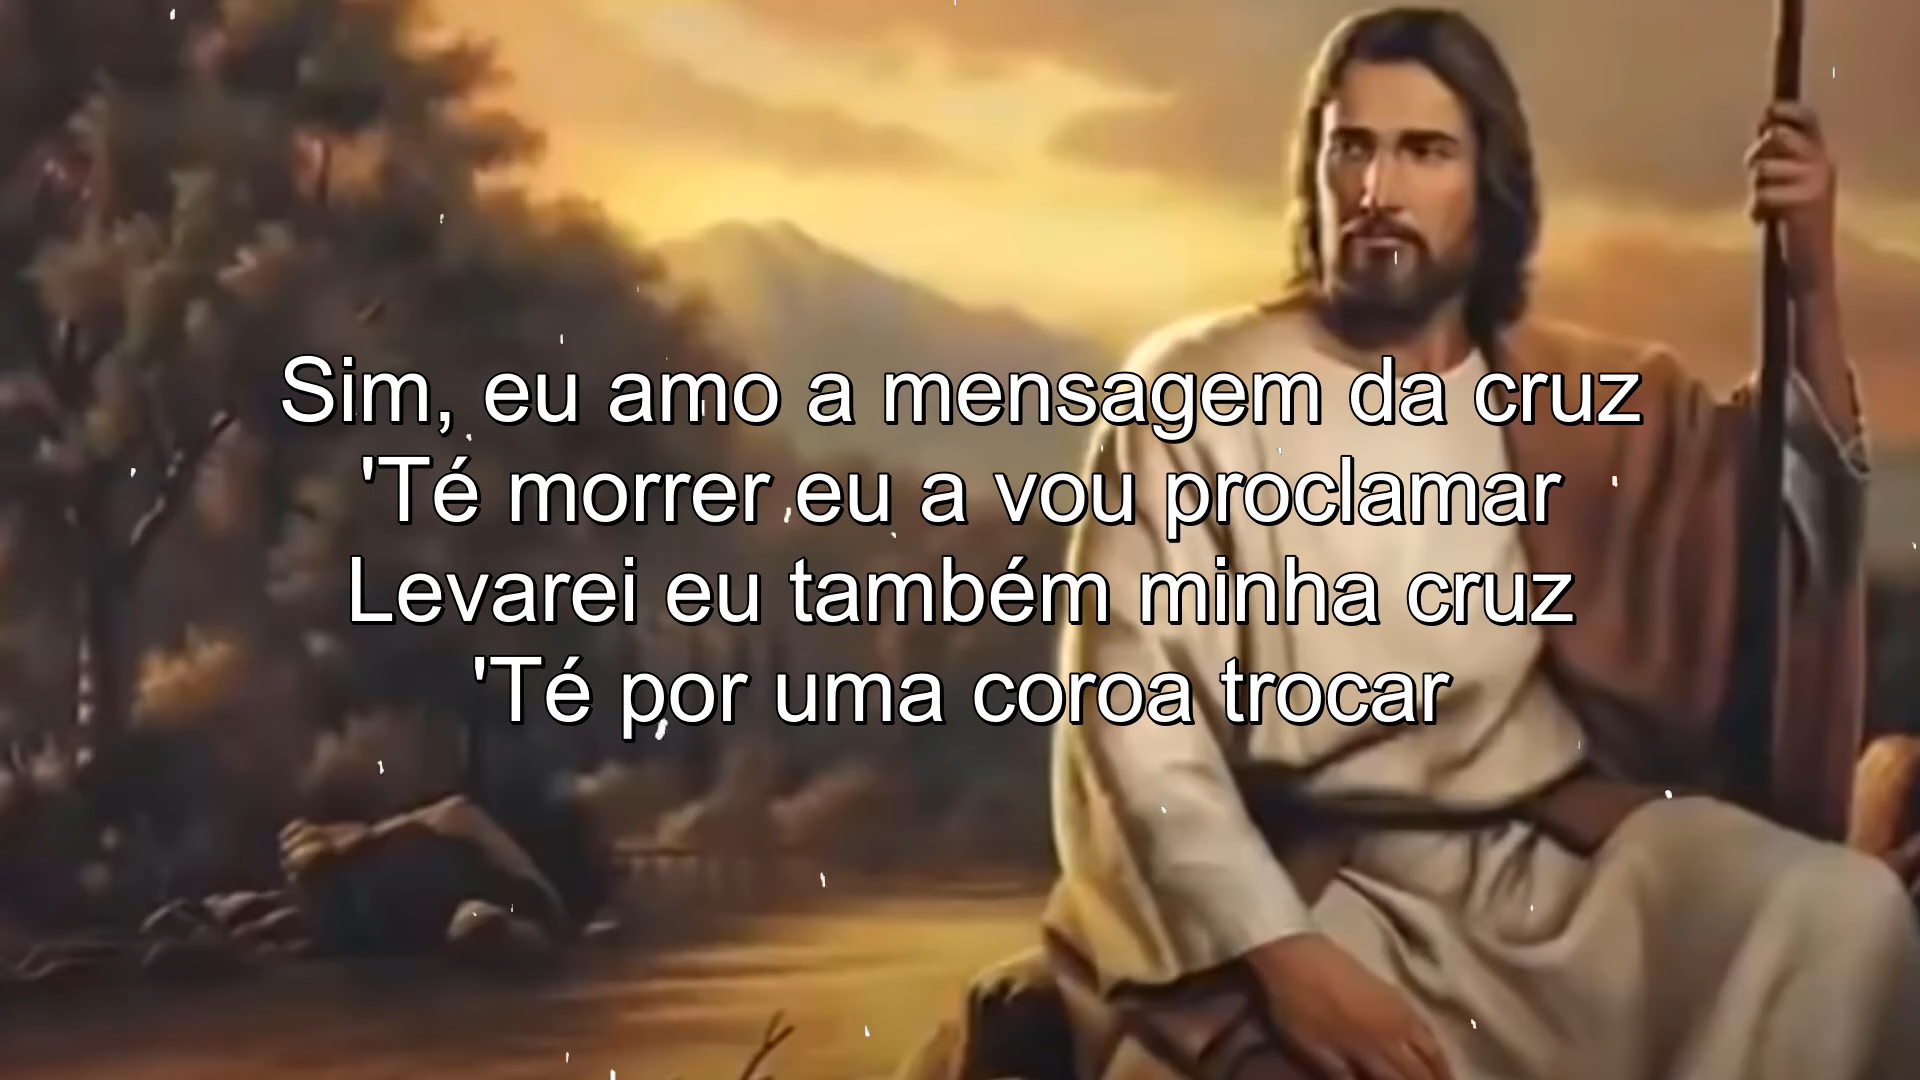 Sim, eu amo a mensagem da cruz
'Té morrer eu a vou proclamar
Levarei eu também minha cruz
'Té por uma coroa trocar